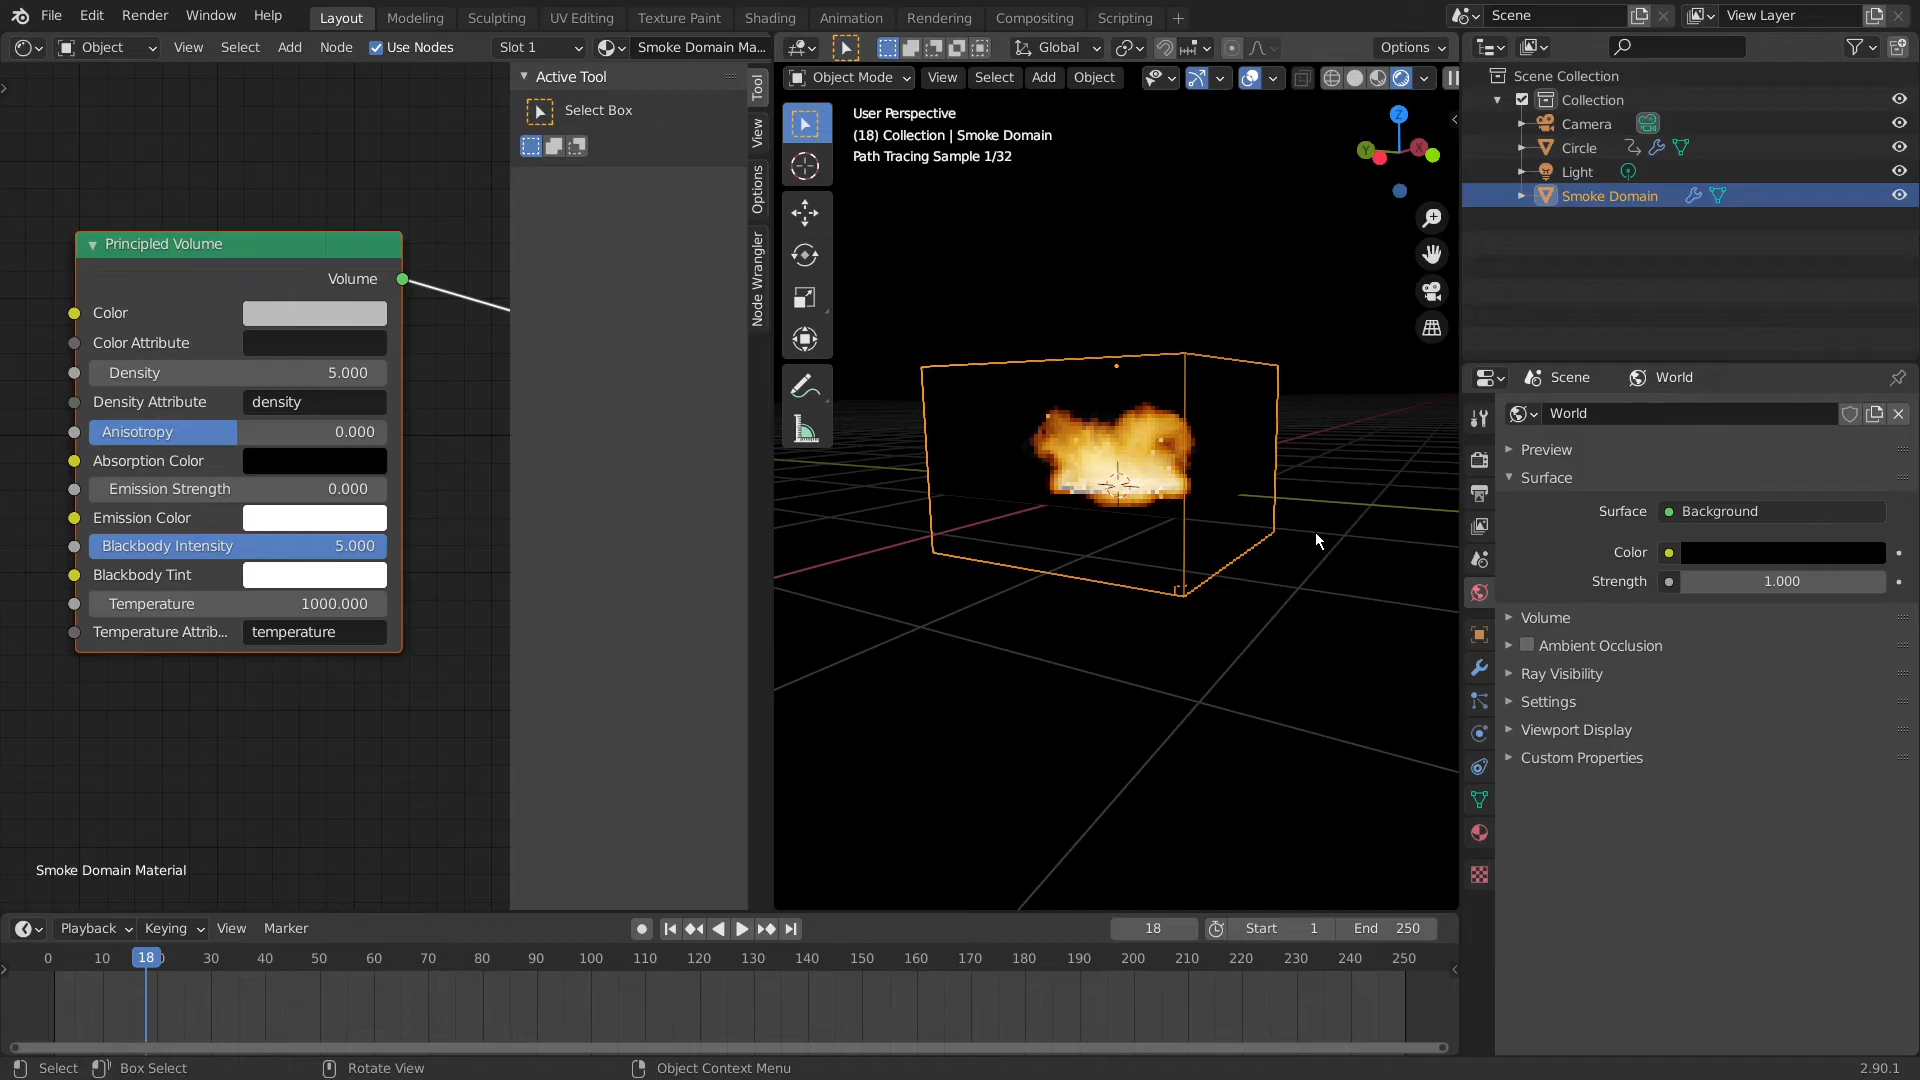 File Edit Render Window Help Layout Modeling Sculpting UV Editing Texture Paint Shading Animation Rendering Compositing Scripting + Scene View Layer
Object View Select Add Node Use Nodes Slot 1 Smoke Domain Ma... Global Options
Active Tool
Select Box
Tool
View
Options
Node Wrangler
Object Mode View Select Add Object
User Perspective
(18) Collection | Smoke Domain
Path Tracing Sample 1/32
Z
Y
X
Scene Collection
Collection
Camera
Circle
Light
Smoke Domain
Principled Volume
Volume
Color
Color Attribute
Density 5.000
Density Attribute density
Anisotropy 0.000
Absorption Color
Emission Strength 0.000
Emission Color
Blackbody Intensity 5.000
Blackbody Tint
Temperature 1000.000
Temperature Attrib... temperature
Smoke Domain Material
Scene World
World
Preview
Surface
Surface Background
Color
Strength 1.000
Volume
Ambient Occlusion
Ray Visibility
Settings
Viewport Display
Custom Properties
Playback Keying View Marker 18 Start 1 End 250
0 10 18 30 40 50 60 70 80 90 100 110 120 130 140 150 160 170 180 190 200 210 220 230 240 250
Select Box Select Rotate View Object Context Menu 2.90.1